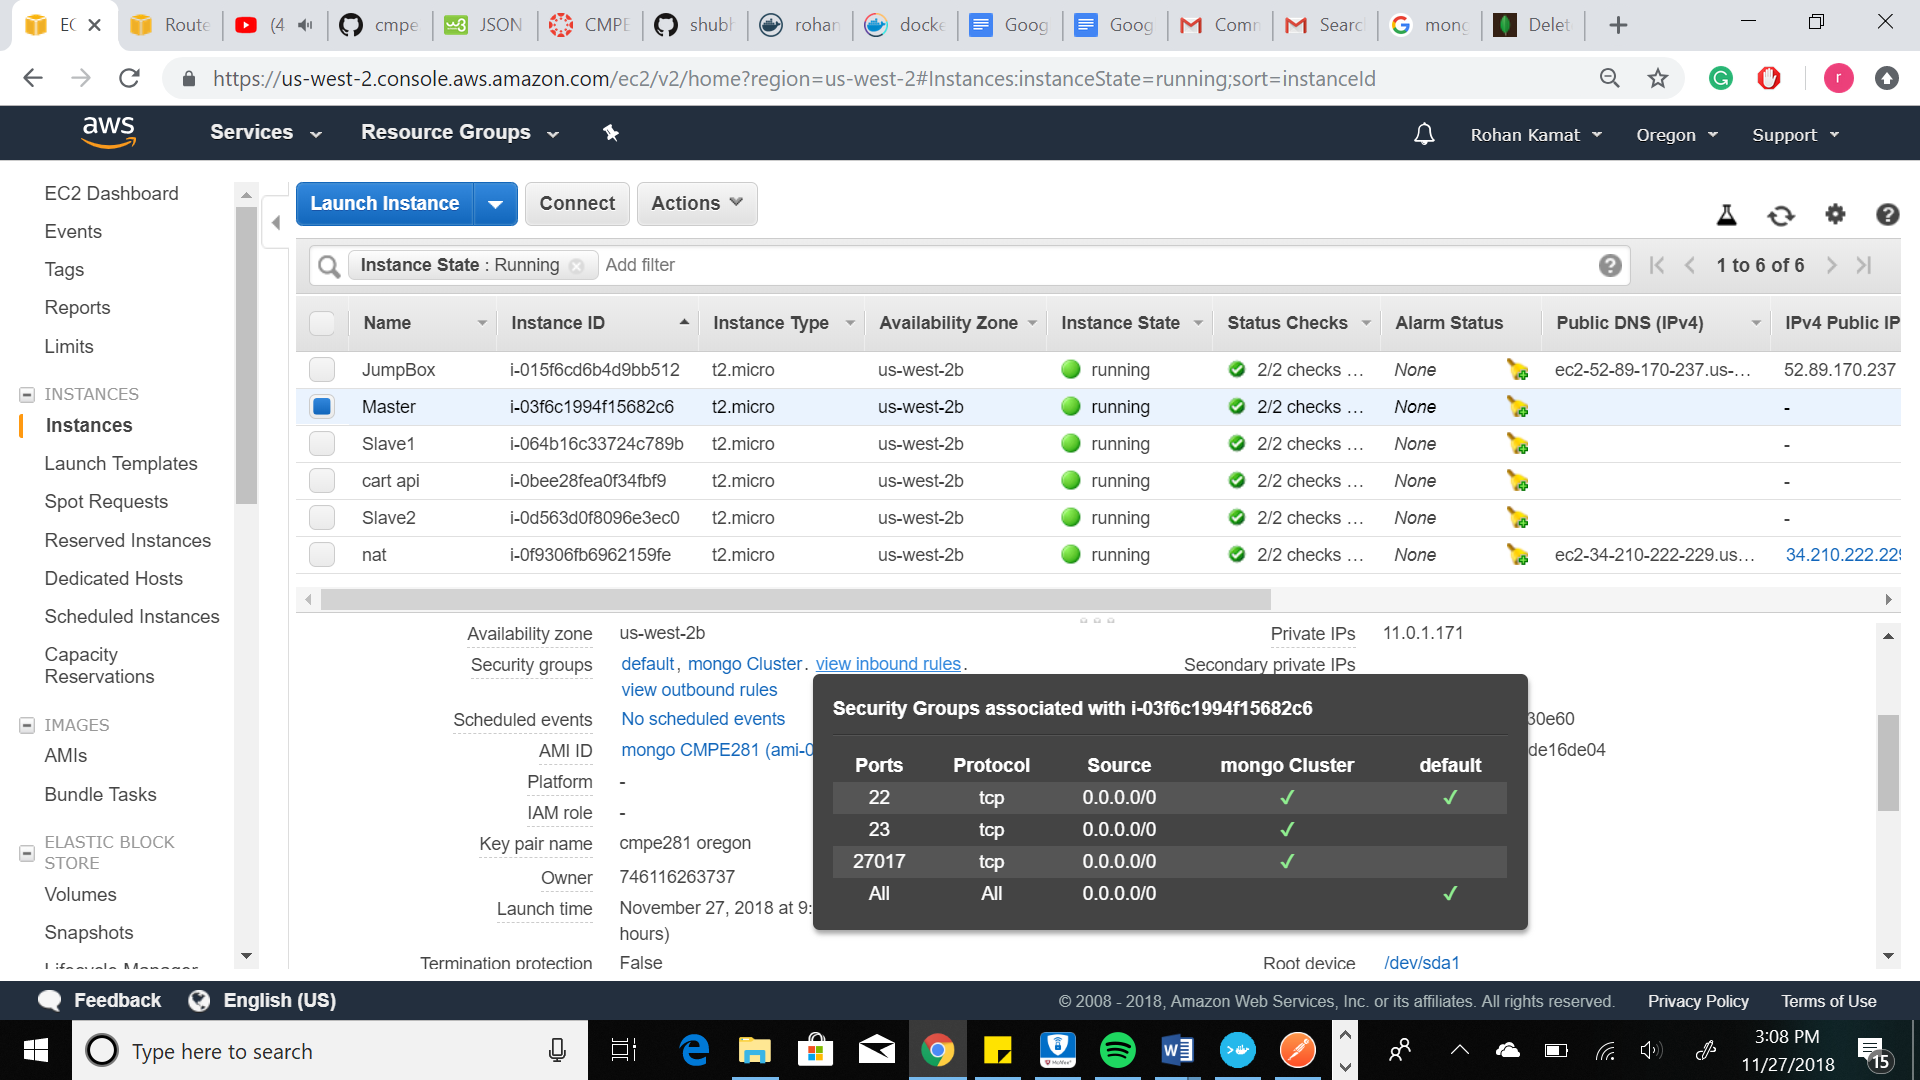 EC
Route
(4
cmpe
JSON
CMPE
shubh
rohan
docke
Goog
Goog
Comm
Searc
mong
Delet
https://us-west-2.console.aws.amazon.com/ec2/v2/home?region=us-west-2#Instances:instanceState=running;sort=instanceId
r
aws
Services
Resource Groups
Rohan Kamat
Oregon
Support
EC2 Dashboard
Events
Tags
Reports
Limits
INSTANCES
Instances
Launch Templates
Spot Requests
Reserved Instances
Dedicated Hosts
Scheduled Instances
Capacity
Reservations
IMAGES
AMIs
Bundle Tasks
ELASTIC BLOCK
STORE
Volumes
Snapshots
Lifecycle Manager
Launch Instance
Connect
Actions
Instance State : Running
Add filter
1 to 6 of 6
Name Instance ID Instance Type Availability Zone Instance State Status Checks Alarm Status Public DNS (IPv4) IPv4 Public IP
JumpBox i-015f6cd6b4d9bb512 t2.micro us-west-2b running 2/2 checks ... None ec2-52-89-170-237.us-... 52.89.170.237
Master i-03f6c1994f15682c6 t2.micro us-west-2b running 2/2 checks ... None -
Slave1 i-064b16c33724c789b t2.micro us-west-2b running 2/2 checks ... None -
cart api i-0bee28fea0f34fbf9 t2.micro us-west-2b running 2/2 checks ... None -
Slave2 i-0d563d0f8096e3ec0 t2.micro us-west-2b running 2/2 checks ... None -
nat i-0f9306fb6962159fe t2.micro us-west-2b running 2/2 checks ... None ec2-34-210-222-229.us... 34.210.222.229
Availability zone us-west-2b
Security groups default, mongo Cluster. view inbound rules.
view outbound rules
Scheduled events No scheduled events
AMI ID mongo CMPE281 (ami-0
Platform -
IAM role -
Key pair name cmpe281 oregon
Owner 746116263737
Launch time November 27, 2018 at 9:
hours)
Termination protection False
Private IPs 11.0.1.171
Secondary private IPs
30e60
de16de04
Root device /dev/sda1
Security Groups associated with i-03f6c1994f15682c6
Ports Protocol Source mongo Cluster default
22 tcp 0.0.0.0/0 ✓ ✓
23 tcp 0.0.0.0/0 ✓
27017 tcp 0.0.0.0/0 ✓
All All 0.0.0.0/0 ✓
Feedback
English (US)
© 2008 - 2018, Amazon Web Services, Inc. or its affiliates. All rights reserved.
Privacy Policy
Terms of Use
Type here to search
3:08 PM
11/27/2018
15